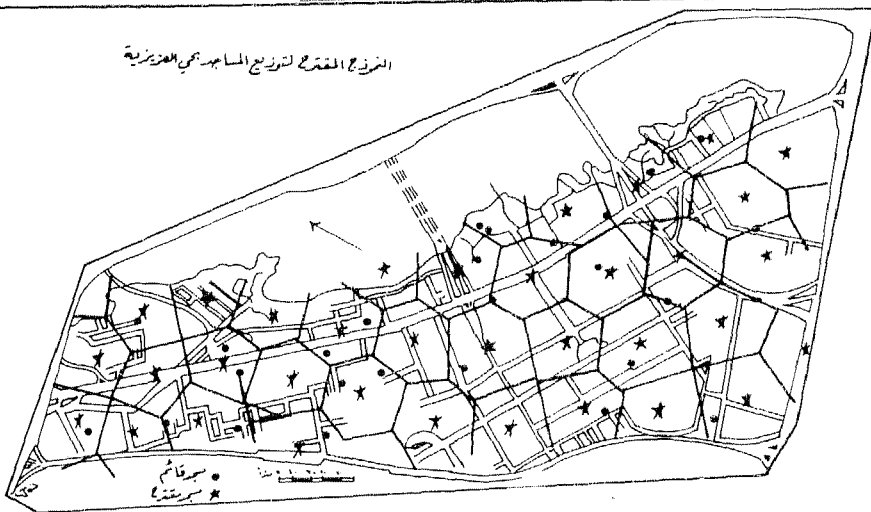 النموذج المقترح لتوزيع المساجد بحي العزيزية
مسجد قائم
مسجد مقترح